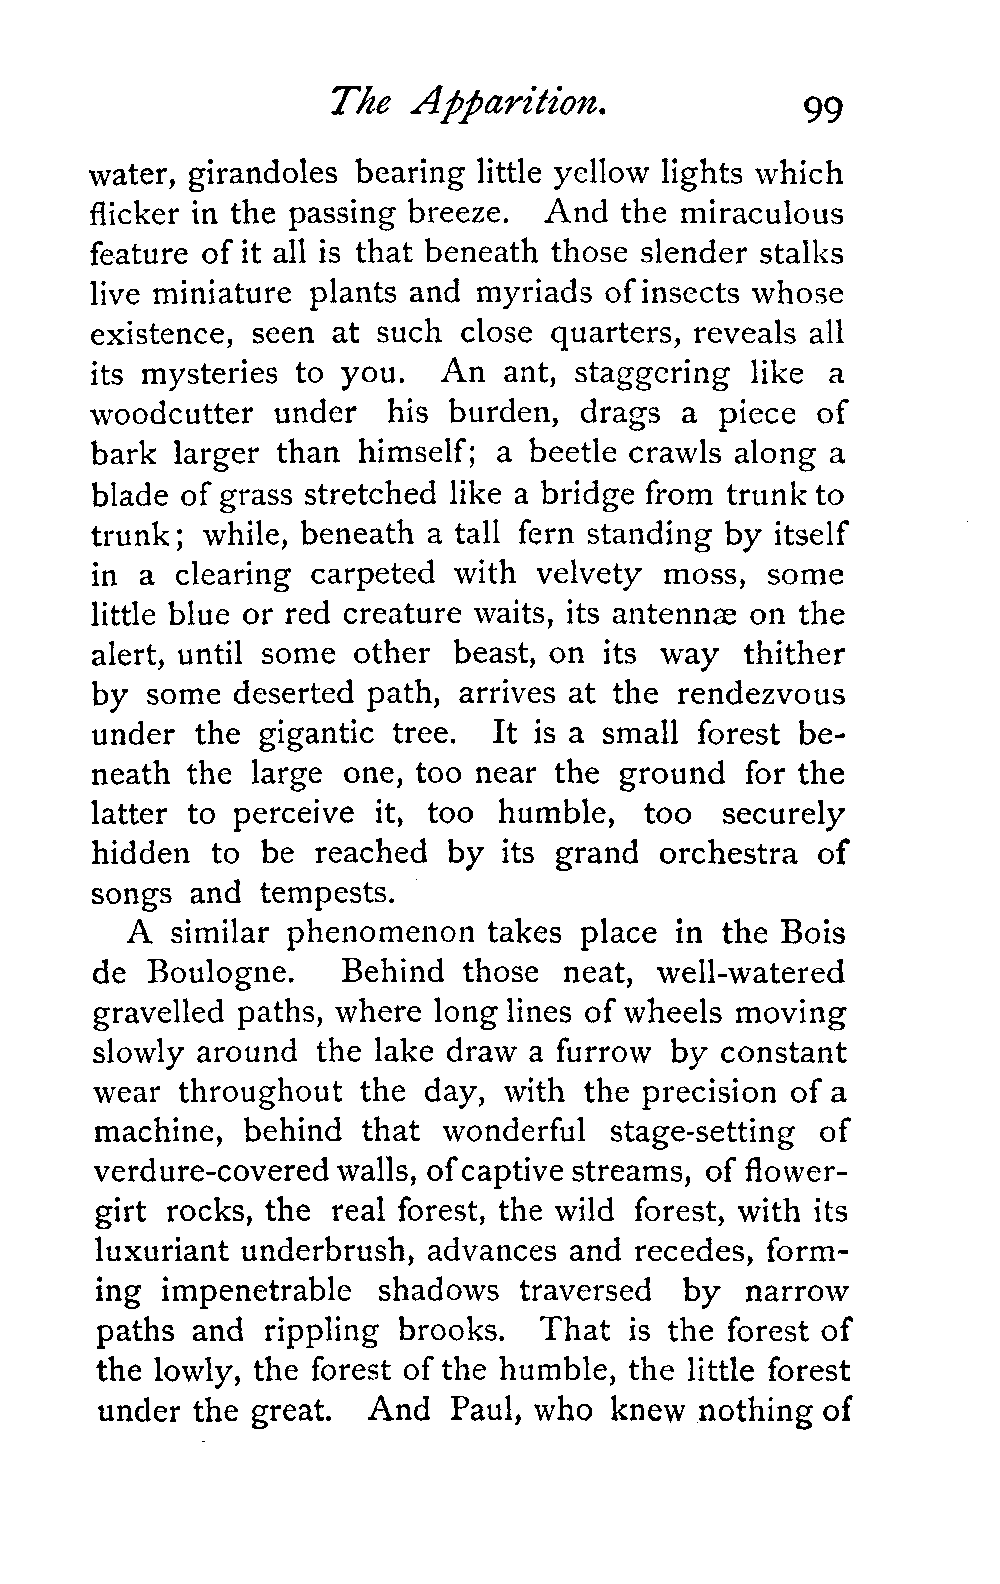 The Apparition. 99
water, girandoles bearing little yellow lights which
flicker in the passing breeze. And the miraculous
feature of it all is that beneath those slender stalks
live miniature plants and myriads of insects whose
existence, seen at such close quarters, reveals all
its mysteries to you. An ant, staggering like a
woodcutter under his burden, drags a piece of
bark larger than himself; a beetle crawls along a
blade of grass stretched like a bridge from trunk to
trunk; while, beneath a tall fern standing by itself
in a clearing carpeted with velvety moss, some
little blue or red creature waits, its antennæ on the
alert, until some other beast, on its way thither
by some deserted path, arrives at the rendezvous
under the gigantic tree. It is a small forest be-
neath the large one, too near the ground for the
latter to perceive it, too humble, too securely
hidden to be reached by its grand orchestra of
songs and tempests.
A similar phenomenon takes place in the Bois
de Boulogne. Behind those neat, well-watered
gravelled paths, where long lines of wheels moving
slowly around the lake draw a furrow by constant
wear throughout the day, with the precision of a
machine, behind that wonderful stage-setting of
verdure-covered walls, of captive streams, of flower-
girt rocks, the real forest, the wild forest, with its
luxuriant underbrush, advances and recedes, form-
ing impenetrable shadows traversed by narrow
paths and rippling brooks. That is the forest of
the lowly, the forest of the humble, the little forest
under the great. And Paul, who knew nothing of